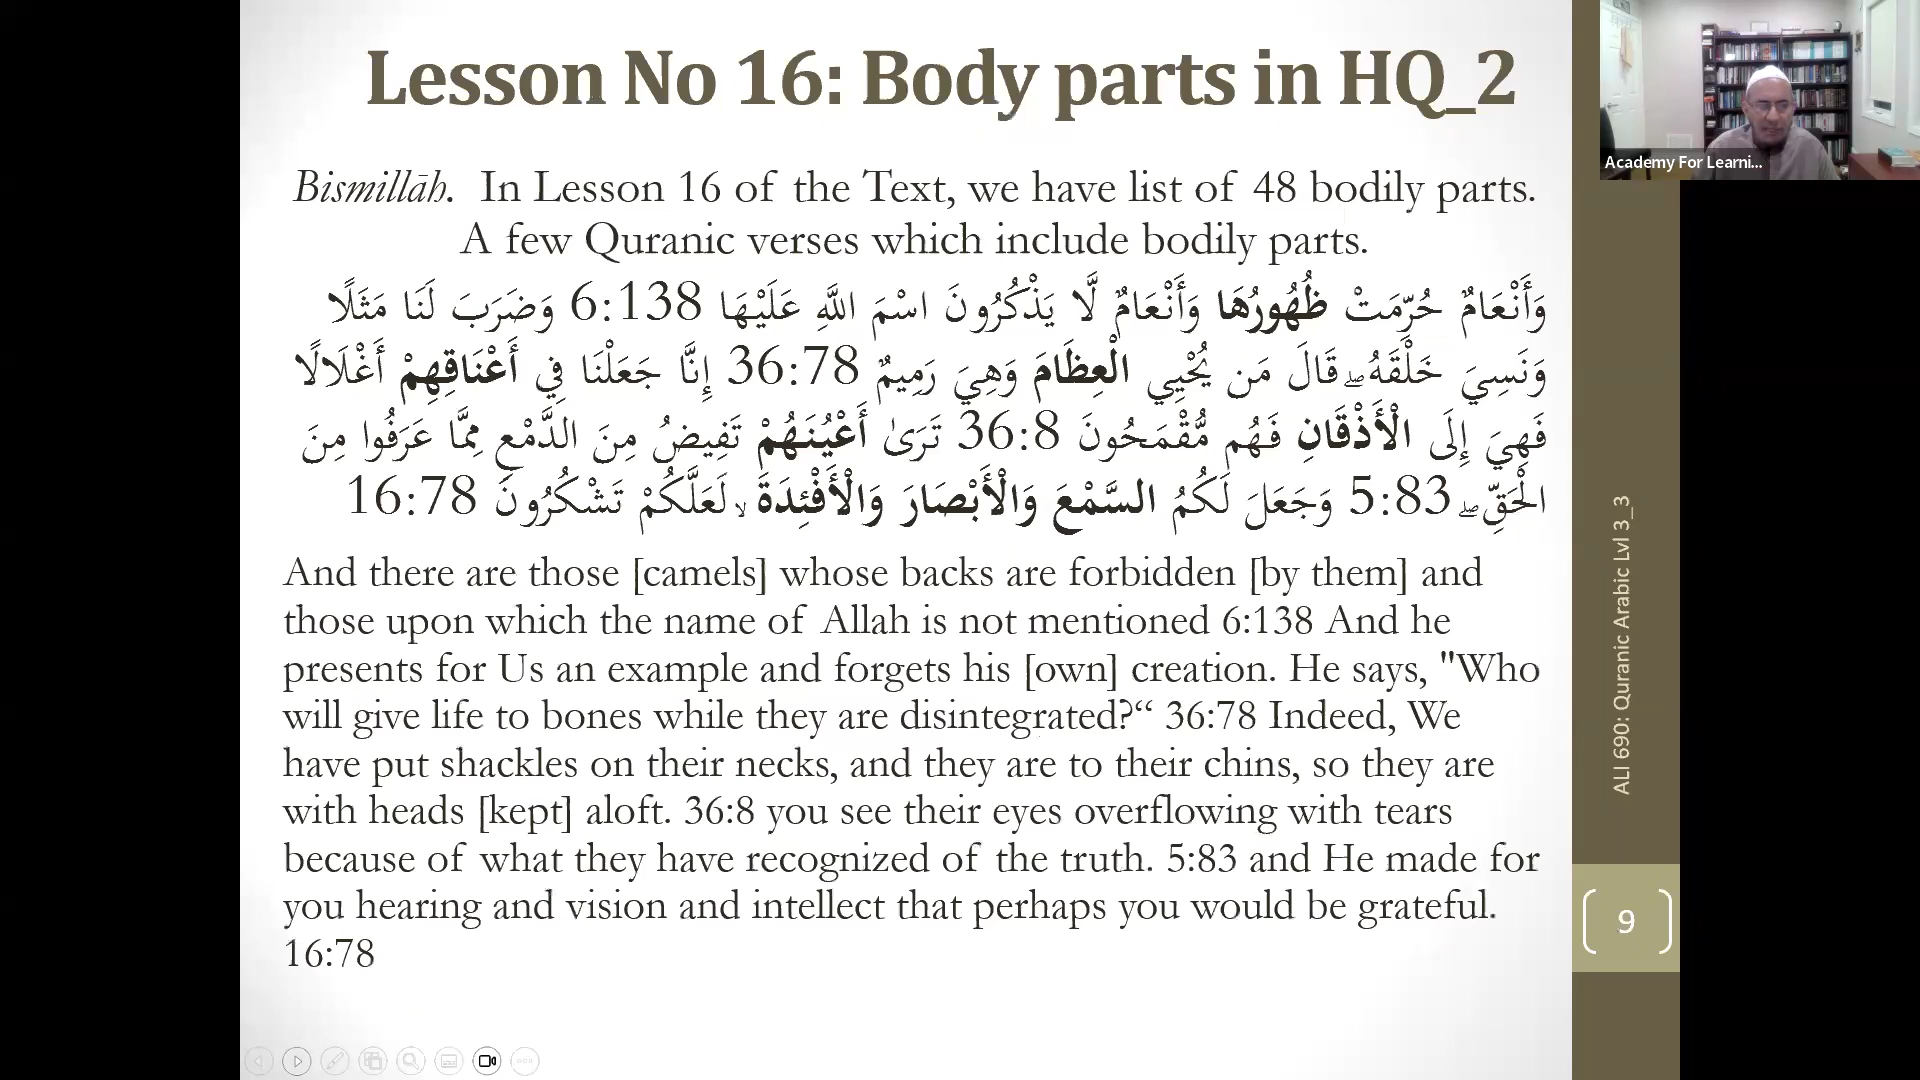 Lesson No 16: Body parts in HQ_2
Bismillāh. In Lesson 16 of the Text, we have list of 48 bodily parts.
A few Quranic verses which include bodily parts.
وَأَنْعَامٌ حُرِّمَتْ ظُهُورُهَا وَأَنْعَامٌ لَّا يَذْكُرُونَ اسْمَ اللَّهِ عَلَيْهَا 6:138 وَضَرَبَ لَنَا مَثَلًا
وَنَسِيَ خَلْقَهُ ۖ قَالَ مَن يُحْيِي الْعِظَامَ وَهِيَ رَمِيمٌ 36:78 إِنَّا جَعَلْنَا فِي أَعْنَاقِهِمْ أَغْلَالًا
فَهِيَ إِلَى الْأَذْقَانِ فَهُم مُّقْمَحُونَ 36:8 تَرَىٰ أَعْيُنَهُمْ تَفِيضُ مِنَ الدَّمْعِ مِمَّا عَرَفُوا مِنَ
الْحَقِّ ۖ 5:83 وَجَعَلَ لَكُمُ السَّمْعَ وَالْأَبْصَارَ وَالْأَفْئِدَةَ ۙ لَعَلَّكُمْ تَشْكُرُونَ 16:78
And there are those [camels] whose backs are forbidden [by them] and
those upon which the name of Allah is not mentioned 6:138 And he
presents for Us an example and forgets his [own] creation. He says, "Who
will give life to bones while they are disintegrated?“ 36:78 Indeed, We
have put shackles on their necks, and they are to their chins, so they are
with heads [kept] aloft. 36:8 you see their eyes overflowing with tears
because of what they have recognized of the truth. 5:83 and He made for
you hearing and vision and intellect that perhaps you would be grateful.
16:78
ALI 690: Quranic Arabic Lvl 3_3
9
Academy For Learni...